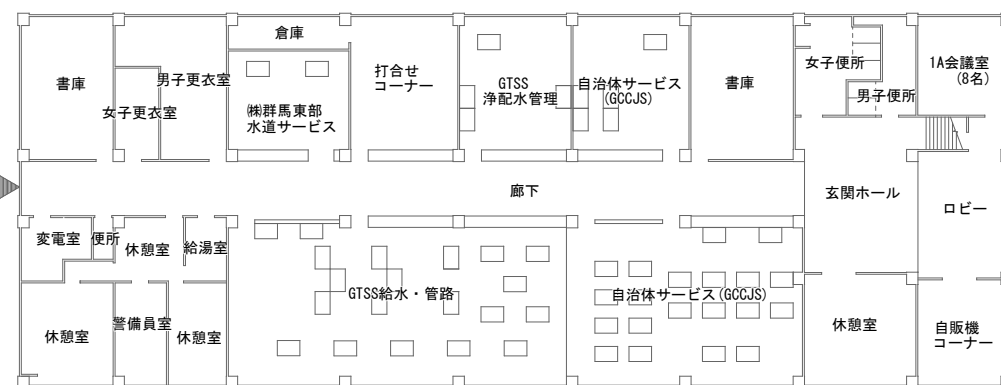 書庫
男子更衣室
女子更衣室
倉庫
㈱群馬東部
水道サービス
打合せ
コーナー
GTSS
浄配水管理
自治体サービス
(GCCJS)
書庫
女子便所
男子便所
1A会議室
(8名)
廊下
玄関ホール
ロビー
変電室
便所
休憩室
給湯室
GTSS給水・管路
自治体サービス(GCCJS)
休憩室
警備員室
休憩室
休憩室
自販機
コーナー